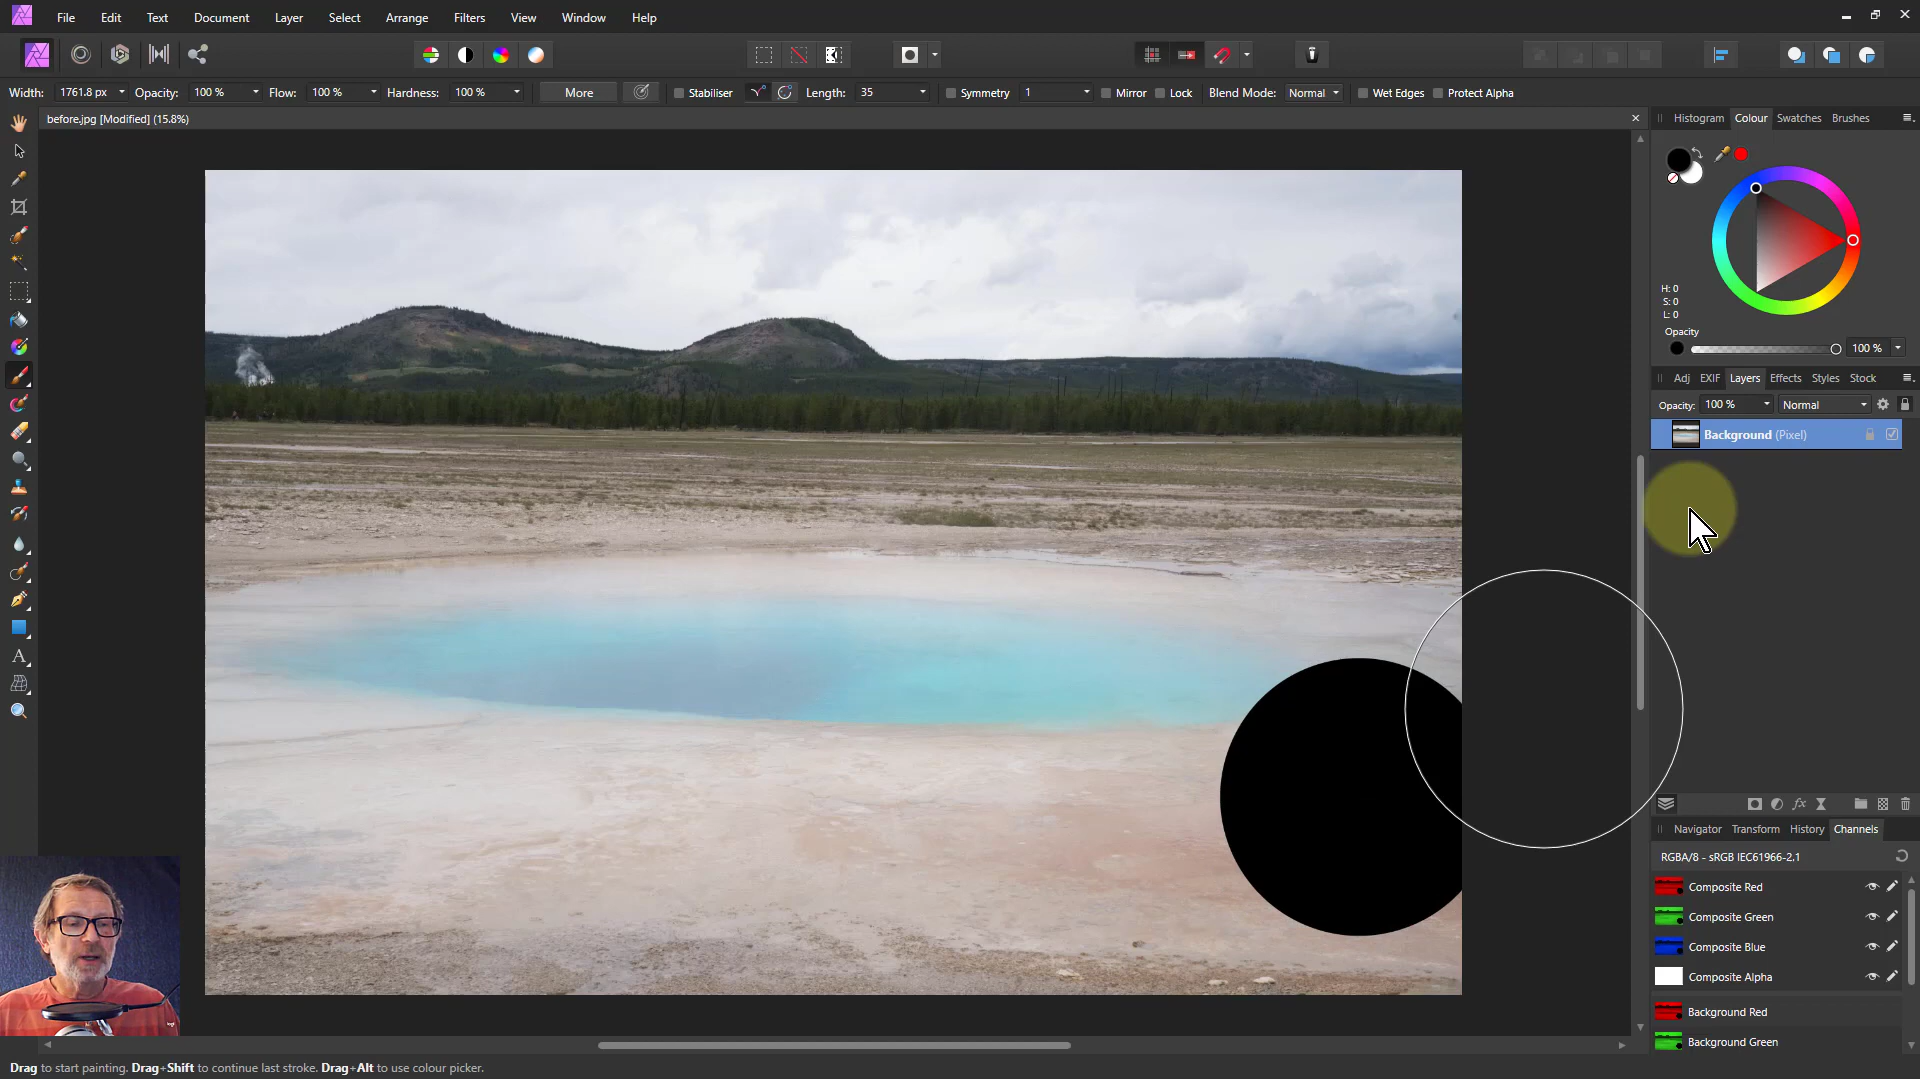 File Edit Text Document Layer Select Arrange Filters View Window Help
Width: 1761.8 px Opacity: 100 % Flow: 100 % Hardness: 100 % More Stabiliser Length: 35 Symmetry 1 Mirror Lock Blend Mode: Normal Wet Edges Protect Alpha
before.jpg [Modified] (15.8%)
Histogram Colour Swatches Brushes
H: 0
S: 0
L: 0
Opacity
100 %
Adj EXIF Layers Effects Styles Stock
Opacity: 100 % Normal
Background (Pixel)
fx
Navigator Transform History Channels
RGBA/8 - sRGB IEC61966-2.1
Composite Red
Composite Green
Composite Blue
Composite Alpha
Background Red
Background Green
A
Drag to start painting. Drag+Shift to continue last stroke. Drag+Alt to use colour picker.